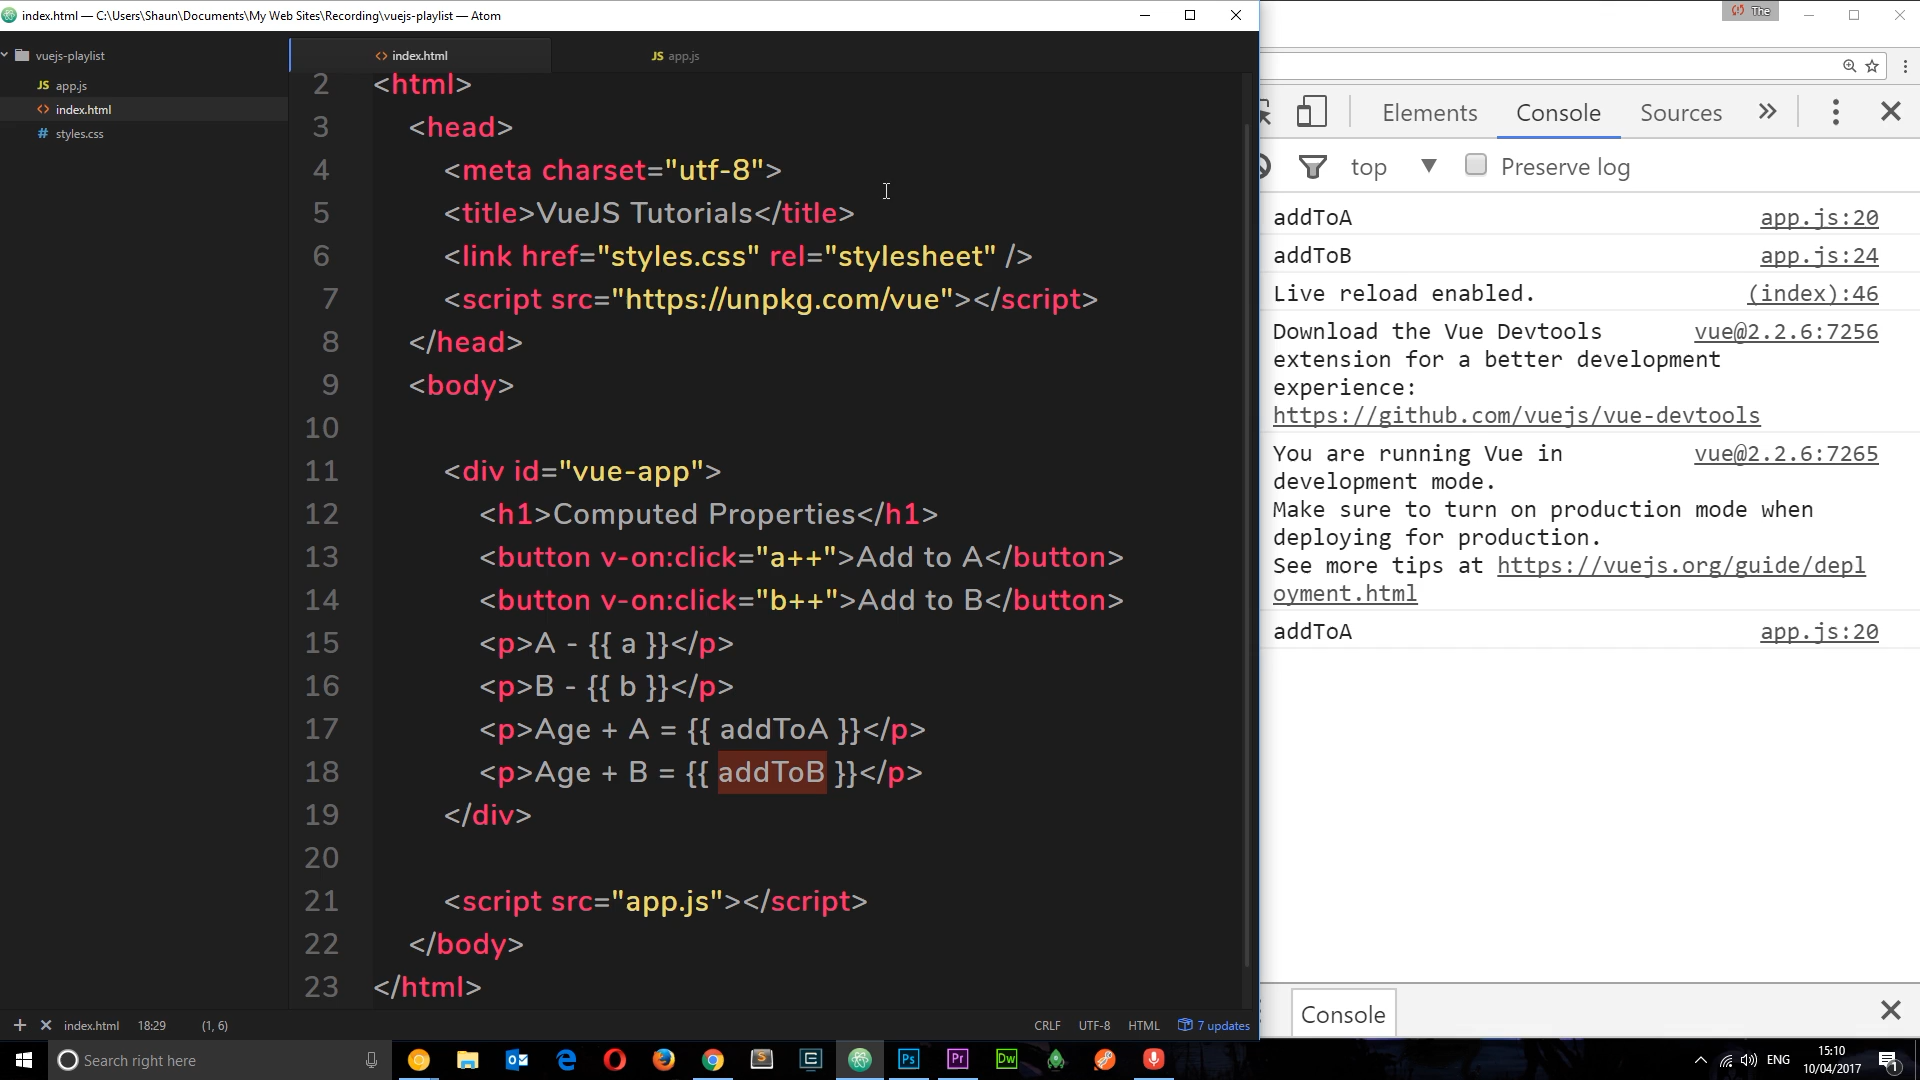 index.html — C:\Users\Shaun\Documents\My Web Sites\Recording\vuejs-playlist — Atom
The
vuejs-playlist
JS app.js
<> index.html
# styles.css
<> index.html
JS app.js
2 <html>
3 <head>
4 <meta charset="utf-8">
5 <title>VueJS Tutorials</title>
6 <link href="styles.css" rel="stylesheet" />
7 <script src="https://unpkg.com/vue"></script>
8 </head>
9 <body>
10
11 <div id="vue-app">
12 <h1>Computed Properties</h1>
13 <button v-on:click="a++">Add to A</button>
14 <button v-on:click="b++">Add to B</button>
15 <p>A - {{ a }}</p>
16 <p>B - {{ b }}</p>
17 <p>Age + A = {{ addToA }}</p>
18 <p>Age + B = {{ addToB }}</p>
19 </div>
20
21 <script src="app.js"></script>
22 </body>
23 </html>
index.html 18:29 (1, 6)
CRLF UTF-8 HTML 7 updates
Elements Console Sources »
top ▼ Preserve log
addToA app.js:20
addToB app.js:24
Live reload enabled. (index):46
Download the Vue Devtools vue@2.2.6:7256
extension for a better development
experience:
https://github.com/vuejs/vue-devtools
You are running Vue in vue@2.2.6:7265
development mode.
Make sure to turn on production mode when
deploying for production.
See more tips at https://vuejs.org/guide/depl
oyment.html
addToA app.js:20
Console
Search right here
Ps
Pr
Dw
ENG
15:10
10/04/2017
1